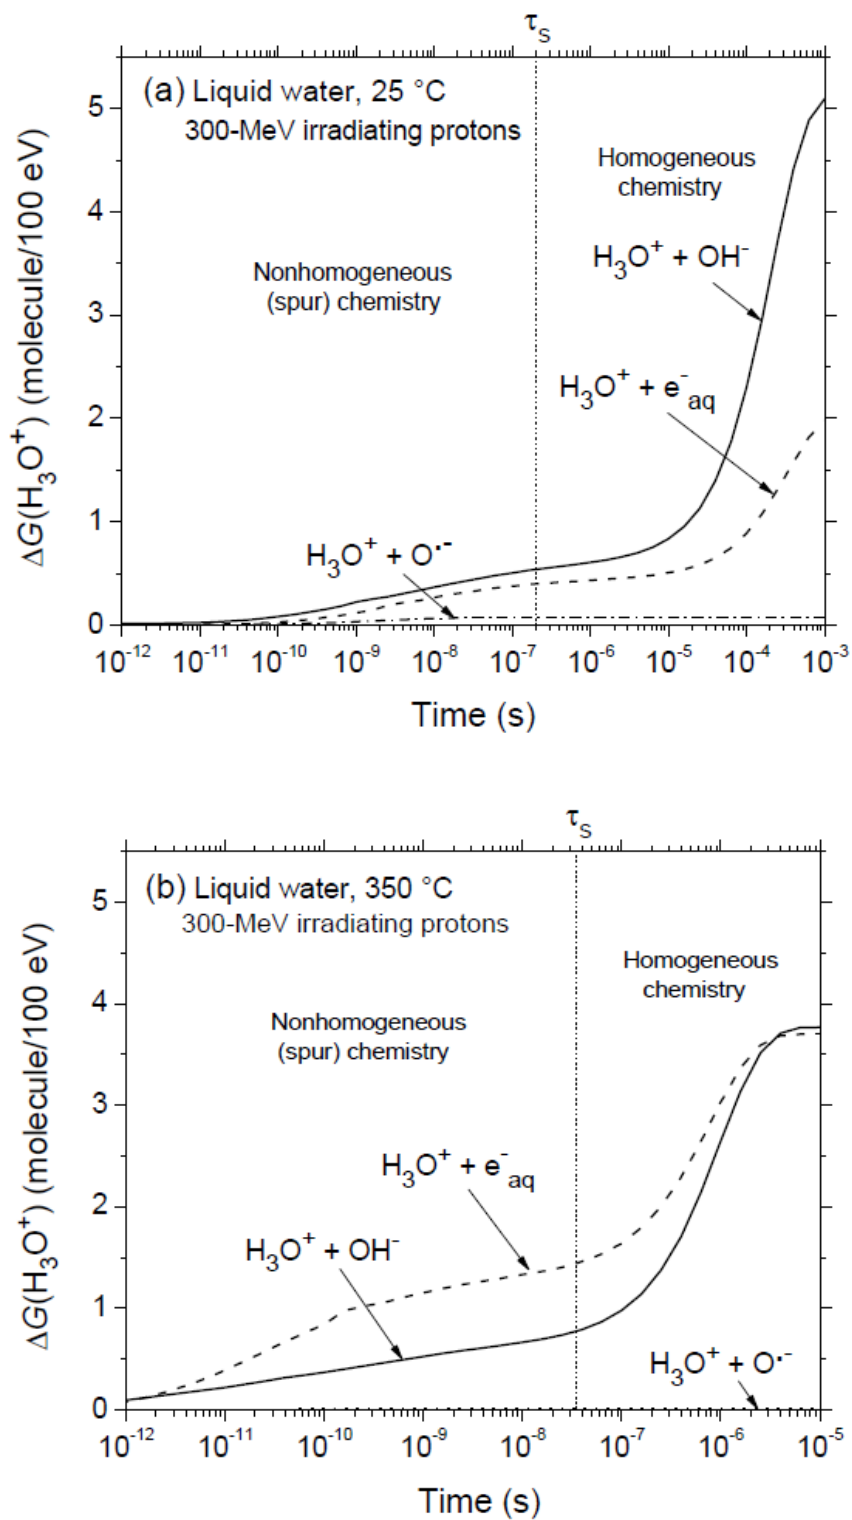 τS
(a) Liquid water, 25 °C
300-MeV irradiating protons
Homogeneous
chemistry
H3O+ + OH-
Nonhomogeneous
(spur) chemistry
H3O+ + e-aq
H3O+ + O•-
ΔG(H3O+) (molecule/100 eV)
5
4
3
2
1
0
10-12 10-11 10-10 10-9 10-8 10-7 10-6 10-5 10-4 10-3
Time (s)
τS
(b) Liquid water, 350 °C
300-MeV irradiating protons
Homogeneous
chemistry
Nonhomogeneous
(spur) chemistry
H3O+ + e-aq
H3O+ + OH-
H3O+ + O•-
ΔG(H3O+) (molecule/100 eV)
5
4
3
2
1
0
10-12 10-11 10-10 10-9 10-8 10-7 10-6 10-5
Time (s)